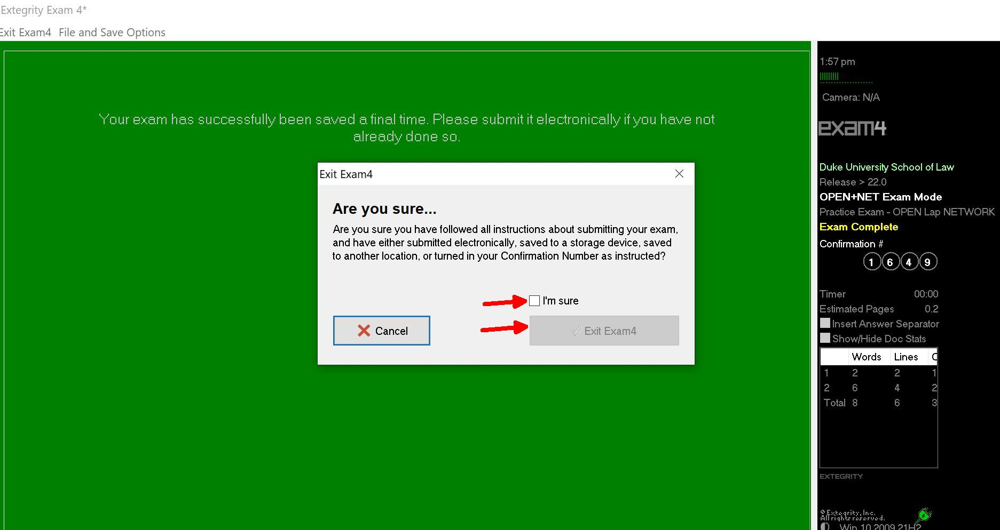 Extegrity Exam 4*
Exit Exam4 File and Save Options
Your exam has successfully been saved a final time. Please submit it electronically if you have not
already done so.
Exit Exam4
Are you sure...
Are you sure you have followed all instructions about submitting your exam,
and have either submitted electronically, saved to a storage device, saved
to another location, or turned in your Confirmation Number as instructed?
I'm sure
Cancel
Exit Exam4
1:57 pm
Camera: N/A
exam4
Duke University School of Law
Release > 22.0
OPEN+NET Exam Mode
Practice Exam - OPEN Lap NETWORK
Exam Complete
Confirmation #
1 6 4 9
Timer 00:00
Estimated Pages 0.2
Insert Answer Separator
Show/Hide Doc Stats
Words Lines C
1 2 2 1
2 6 4 2
Total 8 6 3
EXTEGRITY
© Extegrity, Inc.
All rights reserved.
Win 10 2009 21H2